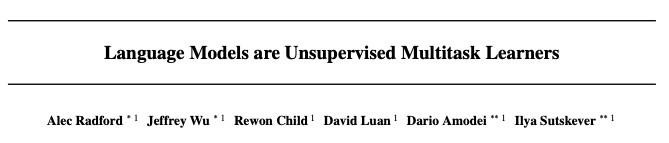 Language Models are Unsupervised Multitask Learners
Alec Radford * 1 Jeffrey Wu * 1 Rewon Child 1 David Luan 1 Dario Amodei ** 1 Ilya Sutskever ** 1